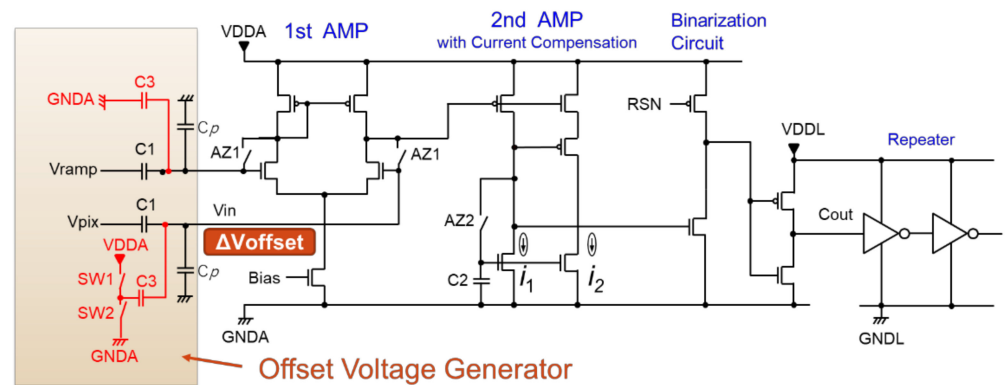 1st AMP
2nd AMP
with Current Compensation
Binarization
Circuit
VDDA
C3
GNDA
Cp
RSN
VDDL
Repeater
C1
AZ1
AZ1
Vramp
C1
Vpix
Vin
AZ2
Cout
VDDA
ΔVoffset
SW1
C3
Cp
Bias
C2
i1
i2
SW2
GNDA
GNDA
GNDL
Offset Voltage Generator